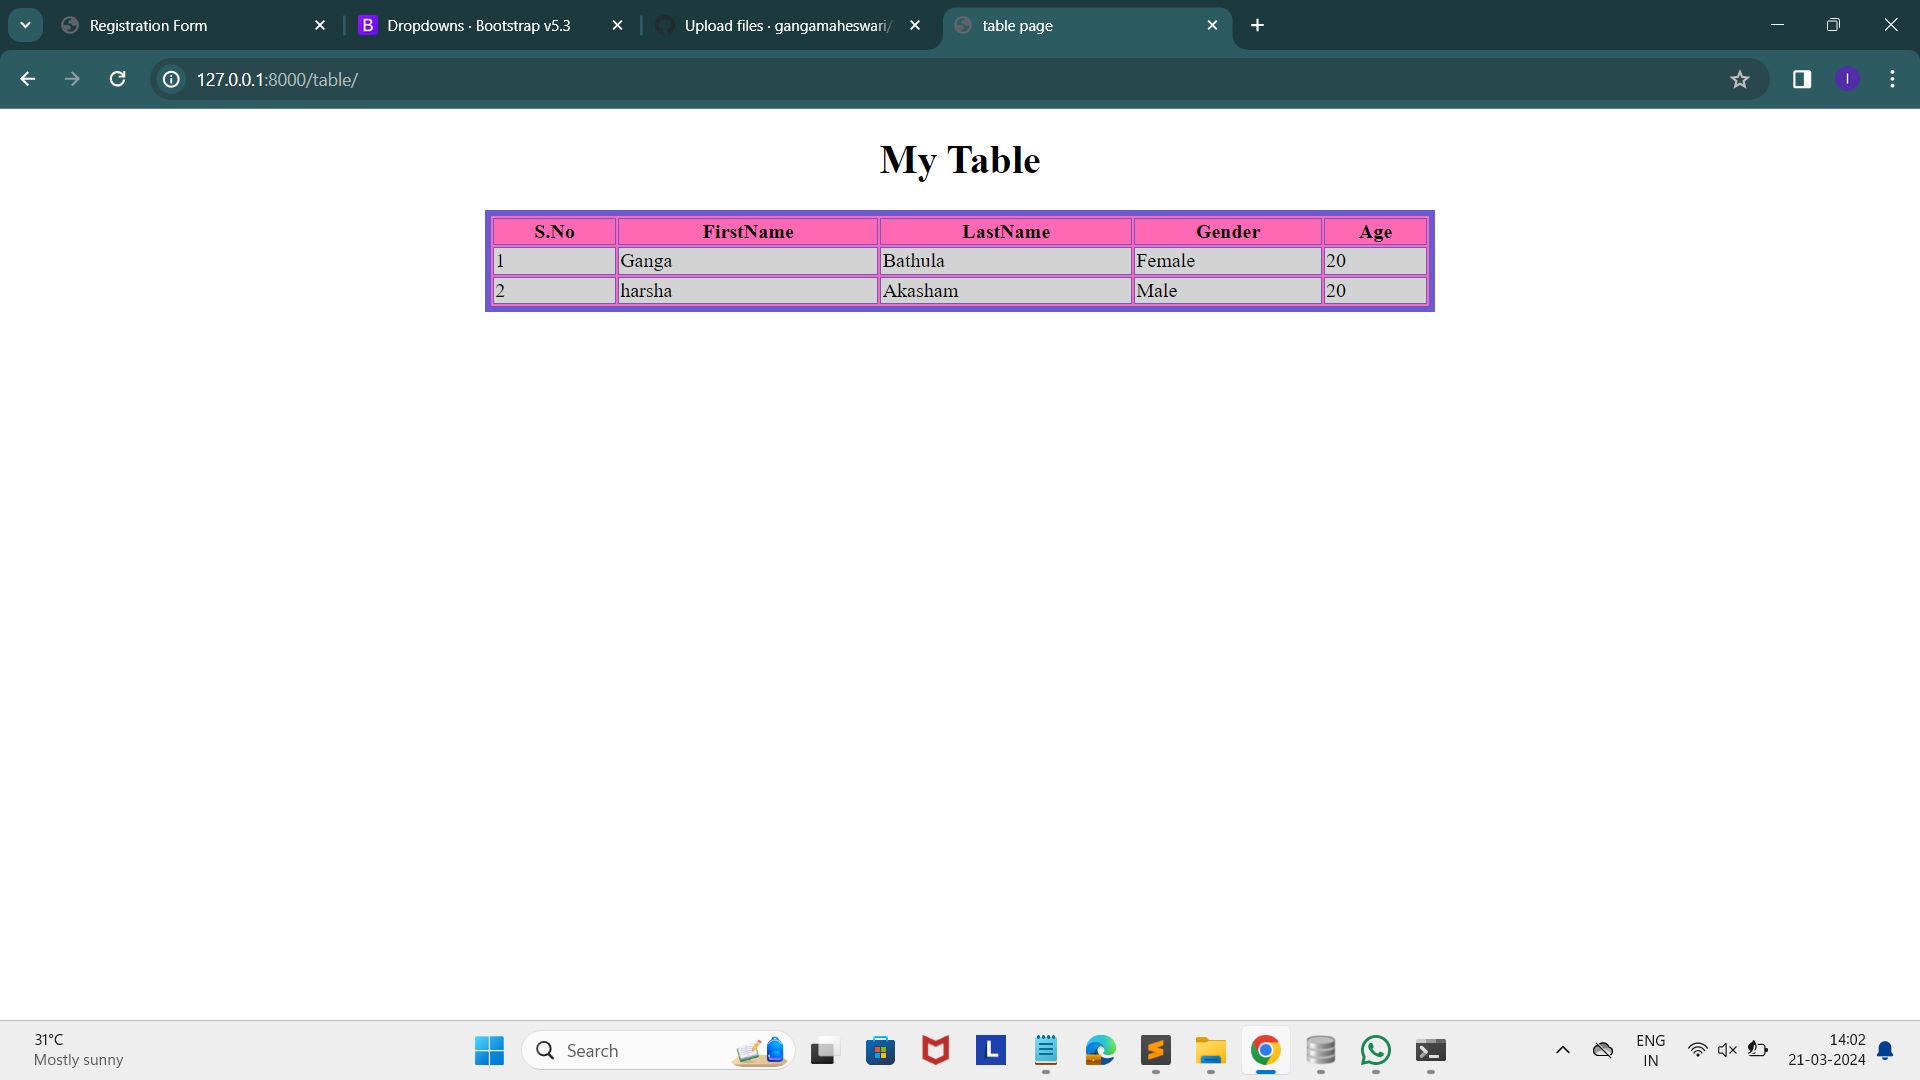 Registration Form
B Dropdowns · Bootstrap v5.3
Upload files · gangamaheswari/
table page
127.0.0.1:8000/table/
I
My Table
S.No FirstName LastName Gender Age
1 Ganga Bathula Female 20
2 harsha Akasham Male 20
31°C
Mostly sunny
Search
L
ENG
IN
14:02
21-03-2024